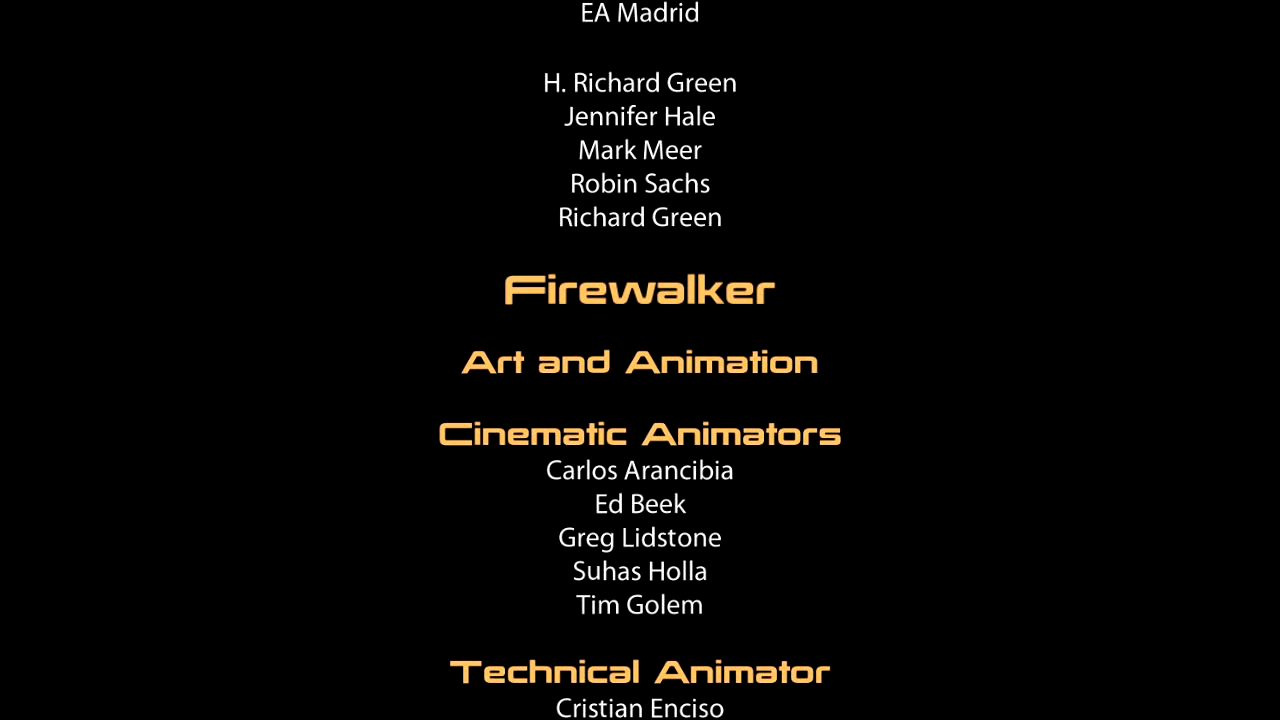 EA Madrid
H. Richard Green
Jennifer Hale
Mark Meer
Robin Sachs
Richard Green
Firewalker
Art and Animation
Cinematic Animators
Carlos Arancibia
Ed Beek
Greg Lidstone
Suhas Holla
Tim Golem
Technical Animator
Cristian Enciso